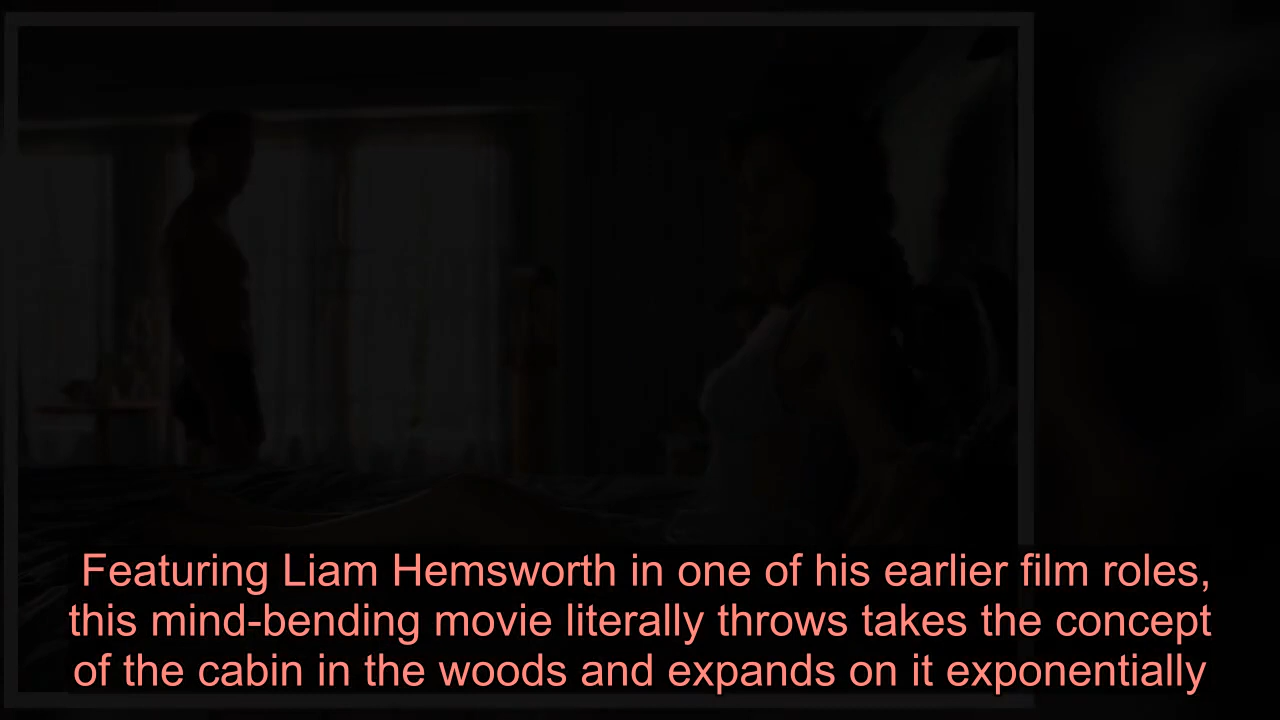 Featuring Liam Hemsworth in one of his earlier film roles,
this mind-bending movie literally throws takes the concept
of the cabin in the woods and expands on it exponentially